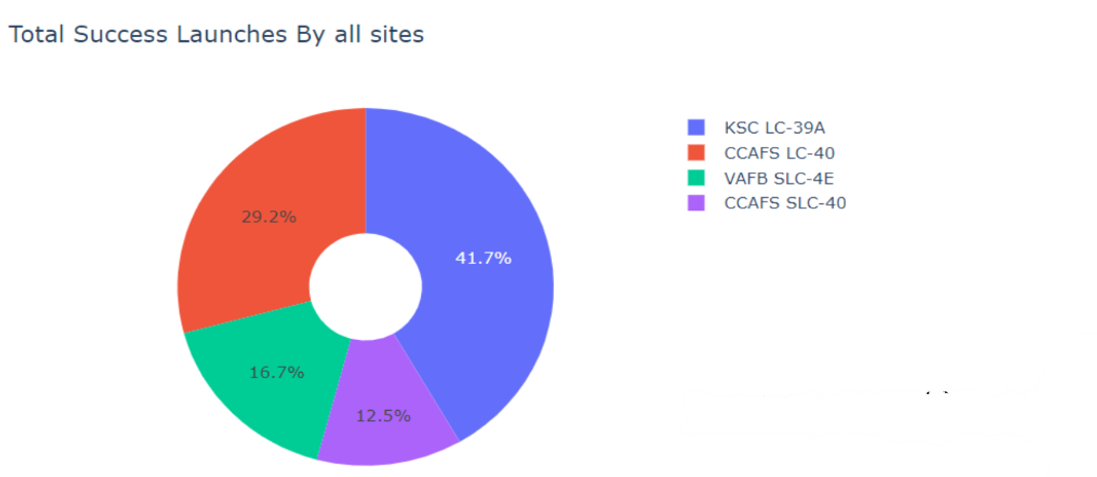 Total Success Launches By all sites
KSC LC-39A
CCAFS LC-40
VAFB SLC-4E
CCAFS SLC-40
29.2%
41.7%
16.7%
12.5%